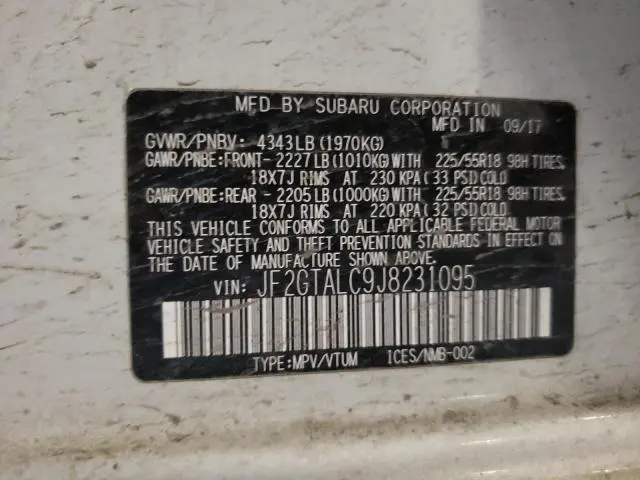 MFD BY SUBARU CORPORATION
MFD IN 09/17
GVWR/PNBV: 4343LB(1970KG)
GAWR/PNBE:FRONT- 2227LB(1010KG)WITH 225/55R18 98H TIRES,
18X7J RIMS AT 230 KPA(33 PSI)COLD.
GAWR/PNBE:REAR - 2205LB(1000KG)WITH 225/55R18 98H TIRES,
18X7J RIMS AT 220 KPA(32 PSI)COLD.
THIS VEHICLE CONFORMS TO ALL APPLICABLE FEDERAL MOTOR
VEHICLE SAFETY AND THEFT PREVENTION STANDARDS IN EFFECT ON
THE DATE OF MANUFACTURE SHOWN ABOVE.
VIN: JF2GTALC9J8231095
TYPE:MPV/VTUM ICES/NMB-002